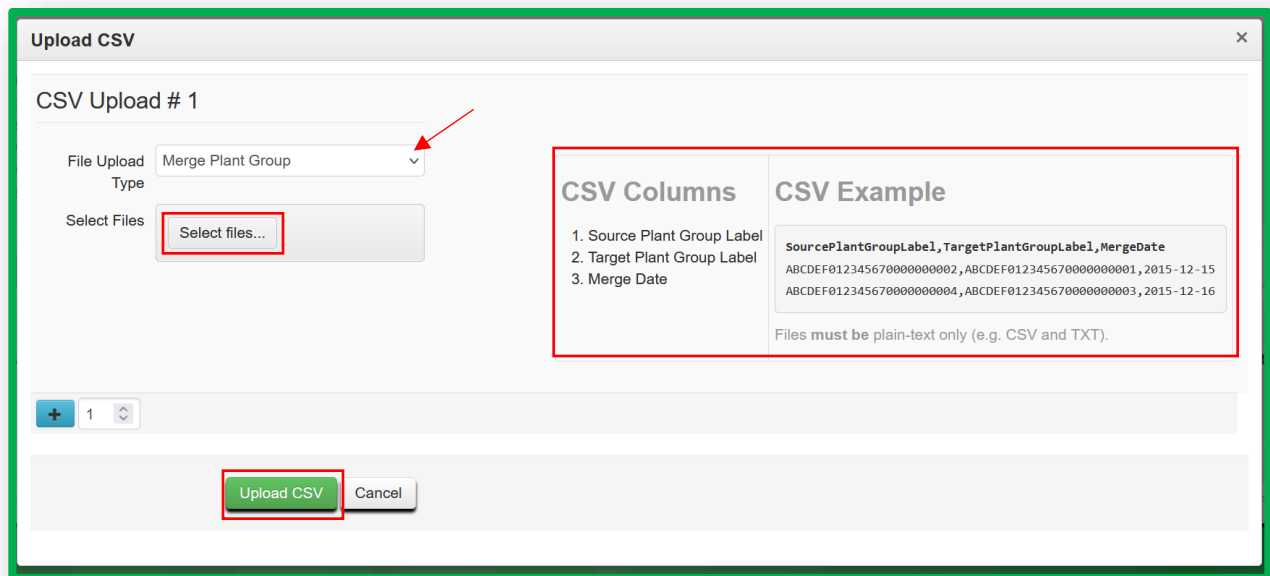 Upload CSV
×
CSV Upload # 1
File Upload Type
Merge Plant Group
Select Files
Select files...
CSV Columns
1. Source Plant Group Label
2. Target Plant Group Label
3. Merge Date
CSV Example
SourcePlantGroupLabel,TargetPlantGroupLabel,MergeDate
ABCDEF012345670000000002,ABCDEF012345670000000001,2015-12-15
ABCDEF012345670000000004,ABCDEF012345670000000003,2015-12-16
Files must be plain-text only (e.g. CSV and TXT).
+
1
Upload CSV
Cancel